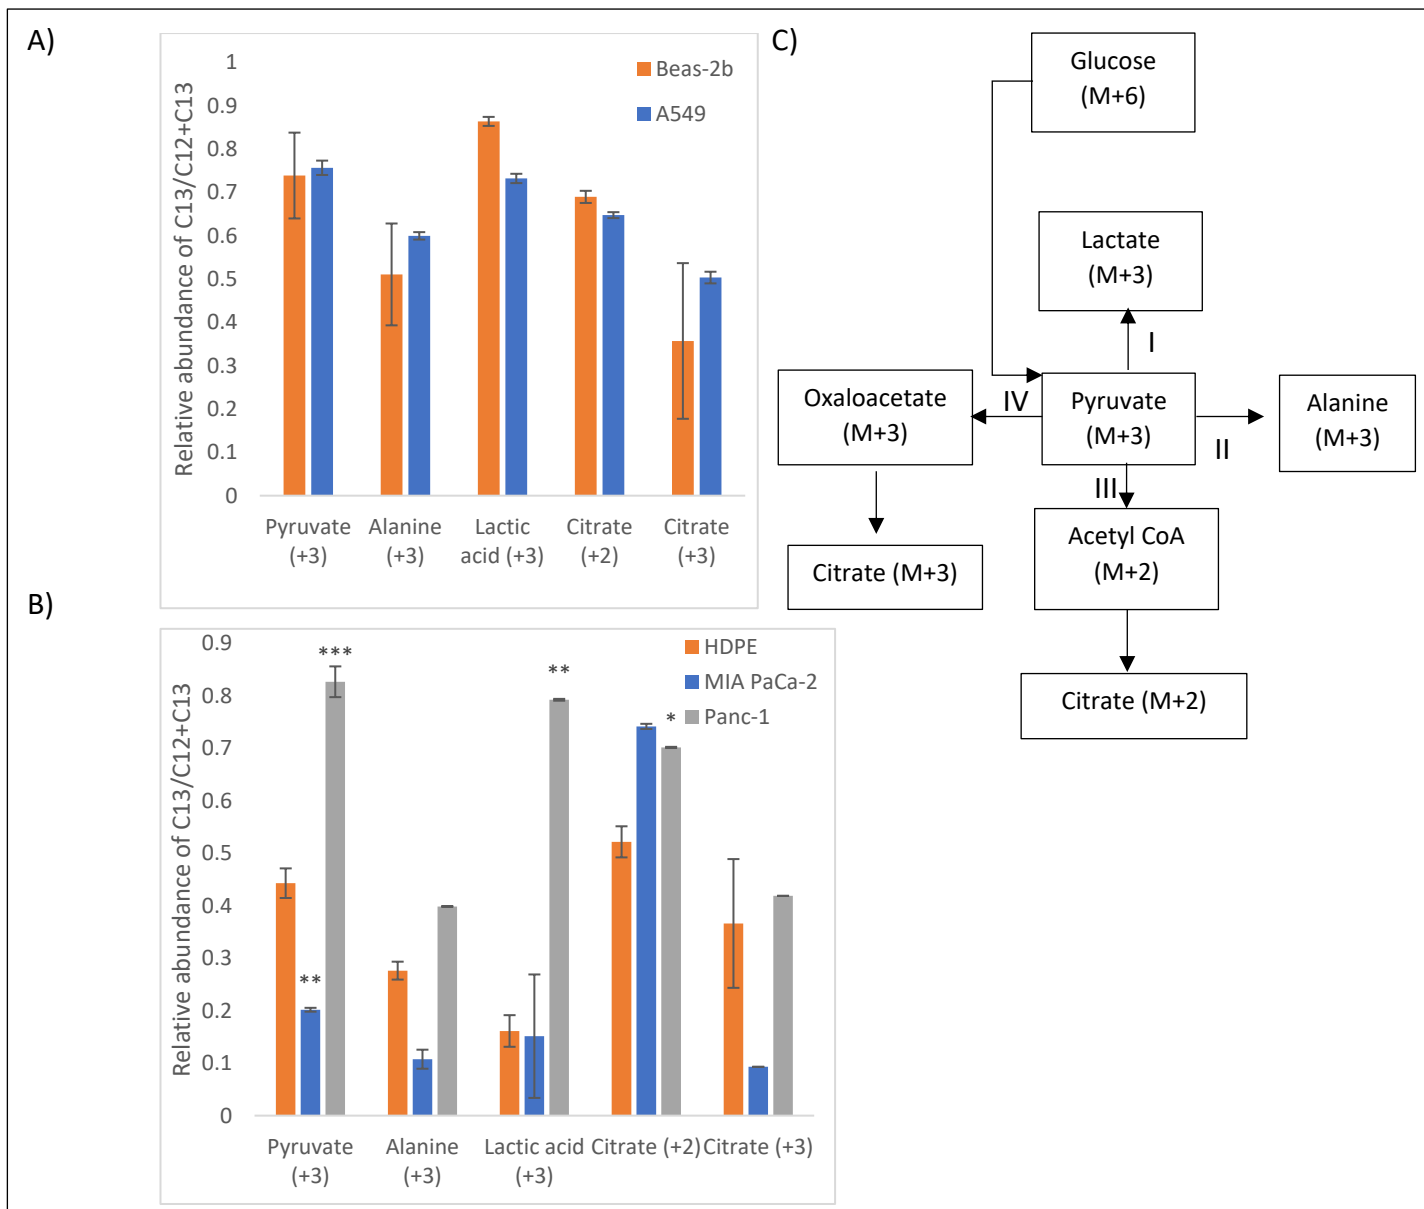 A)
Relative abundance of C13/C12+C13
1
0.9
0.8
0.7
0.6
0.5
0.4
0.3
0.2
0.1
0
Beas-2b
A549
Pyruvate
(+3)
Alanine
(+3)
Lactic
acid (+3)
Citrate
(+2)
Citrate
(+3)
B)
Relative abundance of C13/C12+C13
0.9
0.8
0.7
0.6
0.5
0.4
0.3
0.2
0.1
0
HDPE
MIA PaCa-2
Panc-1
**
***
**
*
Pyruvate
(+3)
Alanine
(+3)
Lactic acid
(+3)
Citrate (+2)
Citrate (+3)
C)
Glucose
(M+6)
Lactate
(M+3)
I
Oxaloacetate
(M+3)
IV
Pyruvate
(M+3)
II
Alanine
(M+3)
III
Acetyl CoA
(M+2)
Citrate (M+3)
Citrate (M+2)